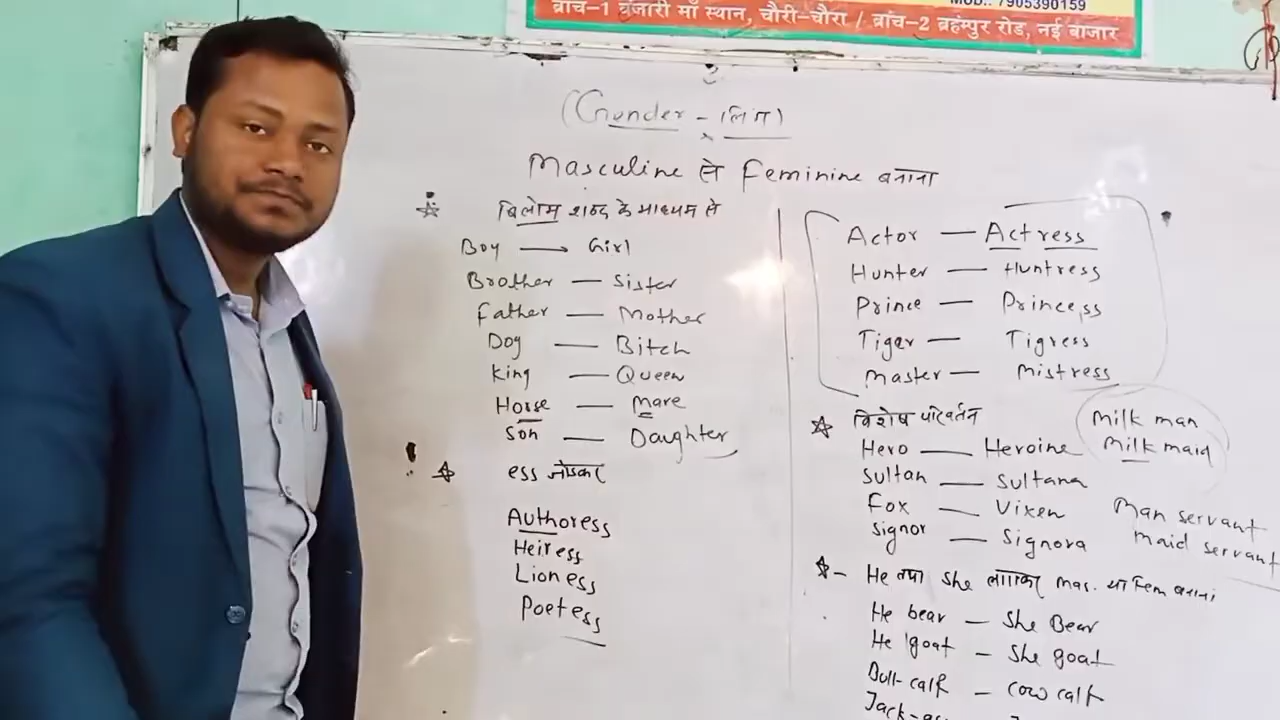 MOB.: 7905390159
ब्रांच-1 बंजारी माँ स्थान, चौरी-चौरा / ब्रांच-2 ब्रहंम्पुर रोड, नई बाजार
(Gender - लिंग)
Masculine से Feminine बनाना
विलोम शब्द के माध्यम से
Boy → Girl
Brother — Sister
Father — Mother
Dog — Bitch
King — Queen
Horse — Mare
Son — Daughter
ess जोड़कर
Authoress
Heiress
Lioness
Poetess
Actor — Actress
Hunter — Huntress
Prince — Princess
Tiger — Tigress
Master — Mistress
विशेष परिवर्तन
Hero — Heroine
Sultan — Sultana
Fox — Vixen
Signor — Signora
Milk man
Milk maid
Man servant
maid servant
He तथा She लगाकर mas. या Fem बनाना
He bear — She Bear
He goat — She goat
Bull-calf — cow calf